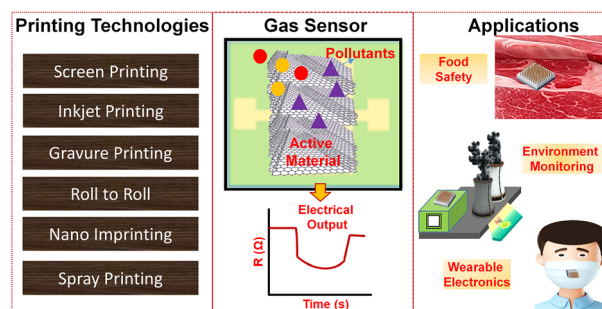 Printing Technologies
Screen Printing
Inkjet Printing
Gravure Printing
Roll to Roll
Nano Imprinting
Spray Printing
Gas Sensor
Pollutants
Active
Material
Electrical
Output
R (Ω)
Time (s)
Applications
Food
Safety
Environment
Monitoring
Wearable
Electronics